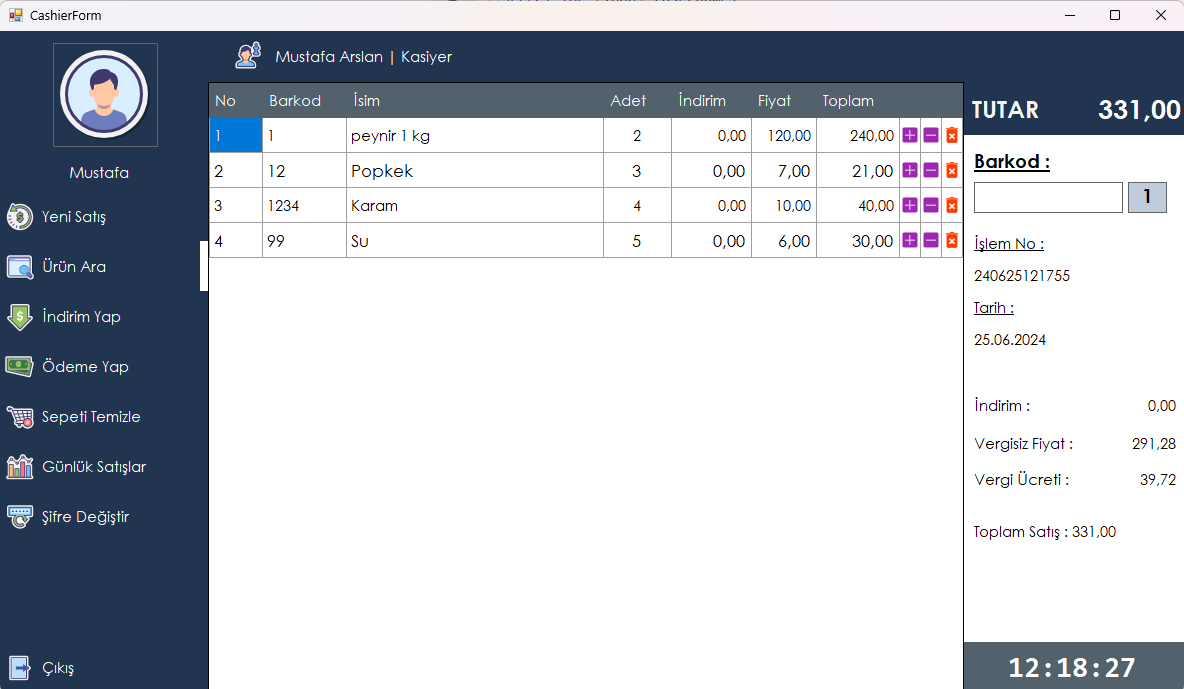 CashierForm
Mustafa Arslan | Kasiyer
Mustafa
Yeni Satış
Ürün Ara
İndirim Yap
Ödeme Yap
Sepeti Temizle
Günlük Satışlar
Şifre Değiştir
Çıkış
No Barkod İsim Adet İndirim Fiyat Toplam
1 1 peynir 1 kg 2 0,00 120,00 240,00
2 12 Popkek 3 0,00 7,00 21,00
3 1234 Karam 4 0,00 10,00 40,00
4 99 Su 5 0,00 6,00 30,00
TUTAR 331,00
Barkod :
1
İşlem No :
240625121755
Tarih :
25.06.2024
İndirim : 0,00
Vergisiz Fiyat : 291,28
Vergi Ücreti : 39,72
Toplam Satış : 331,00
12:18:27